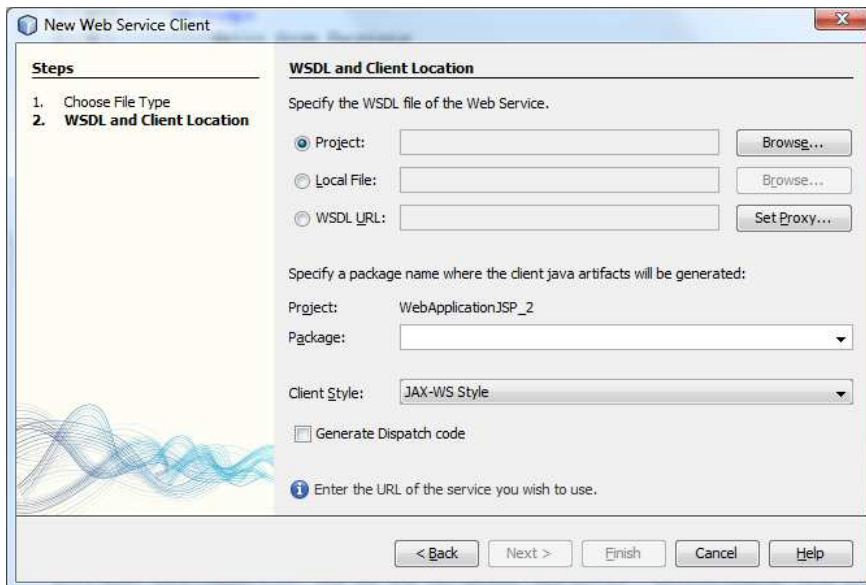 New Web Service Client
Steps
1. Choose File Type
2. WSDL and Client Location
WSDL and Client Location
Specify the WSDL file of the Web Service.
Project: Browse...
Local File: Browse...
WSDL URL: Set Proxy...
Specify a package name where the client java artifacts will be generated:
Project: WebApplicationJSP_2
Package:
Client Style: JAX-WS Style
Generate Dispatch code
Enter the URL of the service you wish to use.
< Back Next > Finish Cancel Help